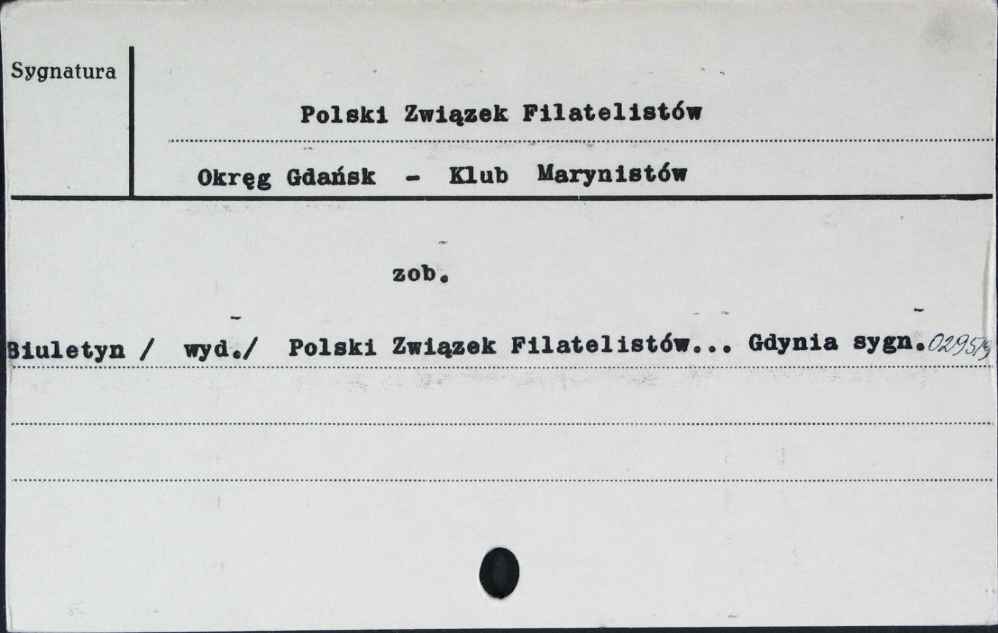 Sygnatura
Polski Związek Filatelistów
Okręg Gdańsk - Klub Marynistów
zob.
Biuletyn / wyd./ Polski Związek Filatelistów... Gdynia sygn.